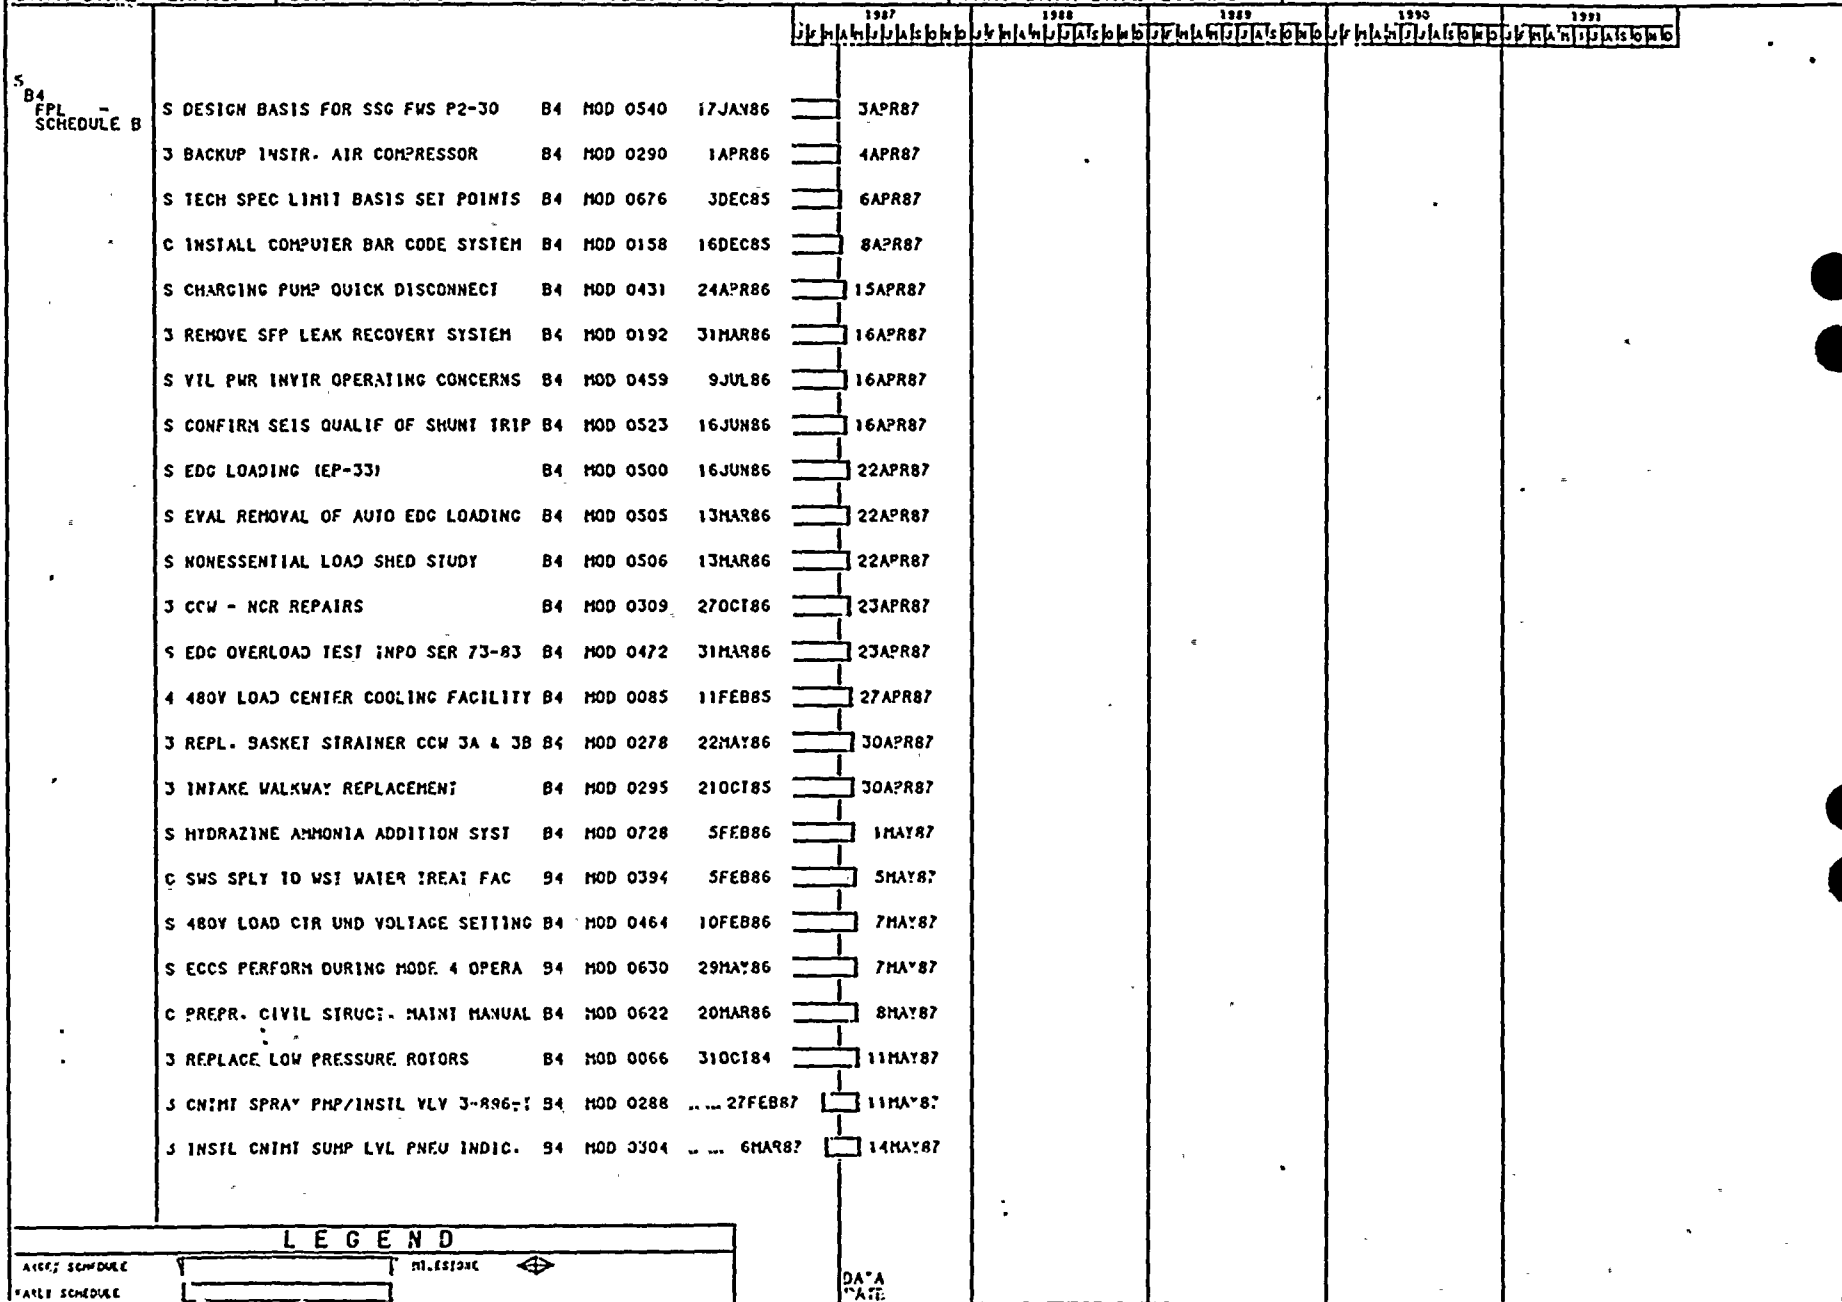 1987 1988 1989 1990 1991
J F M A M J J A S O N D J F M A M J J A S O N D J F M A M J J A S O N D J F M A M J J A S O N D J F M A M J J A S O N D
S
B4
FPL -
SCHEDULE B
S DESIGN BASIS FOR SSG FWS P2-30 B4 MOD 0540 17JAN86 3APR87
3 BACKUP INSTR. AIR COMPRESSOR B4 MOD 0290 1APR86 4APR87
S TECH SPEC LIMIT BASIS SET POINTS B4 MOD 0676 3DEC85 6APR87
C INSTALL COMPUTER BAR CODE SYSTEM B4 MOD 0158 16DEC85 8APR87
S CHARGING PUMP QUICK DISCONNECT B4 MOD 0431 24APR86 15APR87
3 REMOVE SFP LEAK RECOVERY SYSTEM B4 MOD 0192 31MAR86 16APR87
S VTL PWR INVTR OPERATING CONCERNS B4 MOD 0459 9JUL86 16APR87
S CONFIRM SEIS QUALIF OF SHUNT TRIP B4 MOD 0523 16JUN86 16APR87
S EDG LOADING (EP-33) B4 MOD 0500 16JUN86 22APR87
S EVAL REMOVAL OF AUTO EDG LOADING B4 MOD 0505 13MAR86 22APR87
S NONESSENTIAL LOAD SHED STUDY B4 MOD 0506 13MAR86 22APR87
3 CCW - NCR REPAIRS B4 MOD 0309 27OCT86 23APR87
S EDG OVERLOAD TEST INPO SER 73-83 B4 MOD 0472 31MAR86 23APR87
4 480V LOAD CENTER COOLING FACILITY B4 MOD 0085 11FEB85 27APR87
3 REPL. BASKET STRAINER CCW 3A & 3B B4 MOD 0278 22MAY86 30APR87
3 INTAKE WALKWAY REPLACEMENT B4 MOD 0295 21OCT85 30APR87
S HYDRAZINE AMMONIA ADDITION SYST B4 MOD 0728 5FEB86 1MAY87
C SWS SPLY TO WST WATER TREAT FAC B4 MOD 0394 5FEB86 5MAY87
S 480V LOAD CTR UND VOLTAGE SETTING B4 MOD 0464 10FEB86 7MAY87
S ECCS PERFORM DURING MODE 4 OPERA B4 MOD 0630 29MAY86 7MAY87
C PREPR. CIVIL STRUCT. MAINT MANUAL B4 MOD 0622 20MAR86 8MAY87
3 REPLACE LOW PRESSURE ROTORS B4 MOD 0066 31OCT84 11MAY87
3 CNTMT SPRAY PMP/INSTL VLV 3-896-T B4 MOD 0288 27FEB87 11MAY87
3 INSTL CNTMT SUMP LVL PNEU INDIC. B4 MOD 0304 6MAR87 14MAY87
LEGEND
SCHEDULE MILESTONE
EARLY SCHEDULE
DATA
DATE